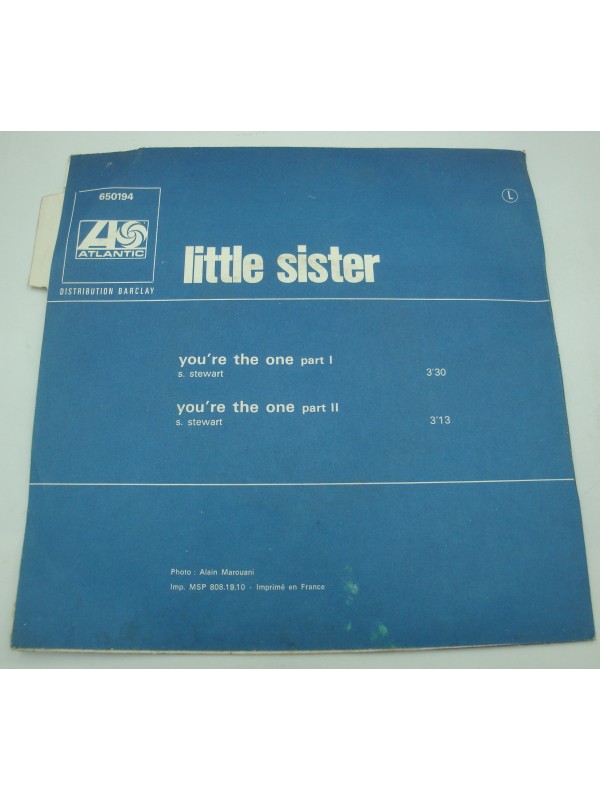 650194
L
ATLANTIC
DISTRIBUTION BARCLAY
little sister
you're the one part I
s. stewart 3'30
you're the one part II
s. stewart 3'13
Photo : Alain Marouani
Imp. MSP 808.19.10 - Imprimé en France